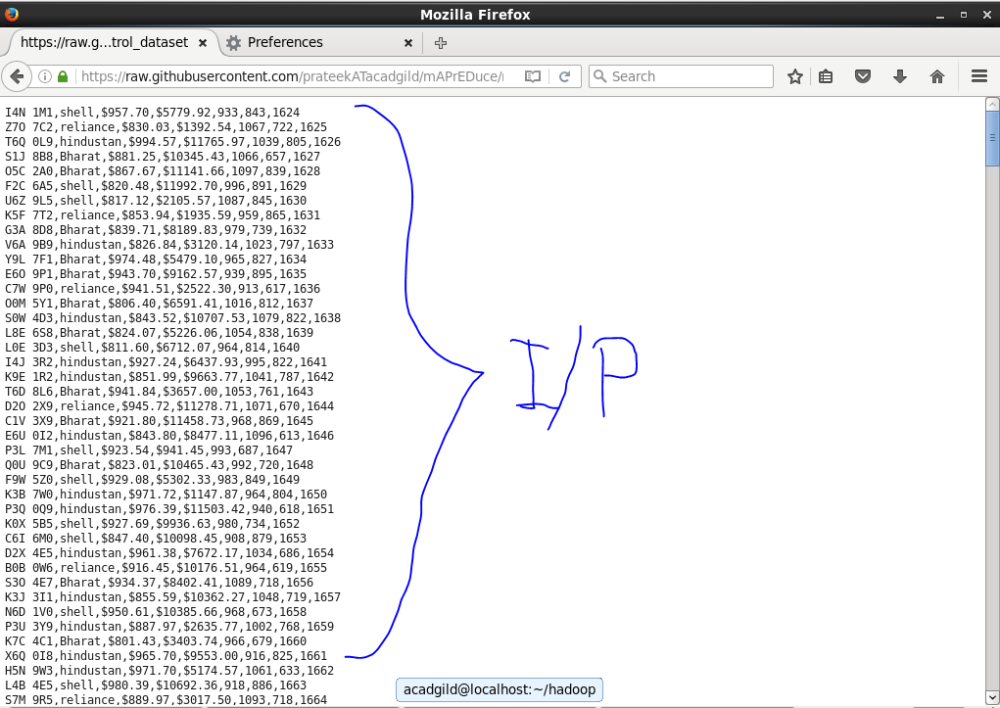 Mozilla Firefox
https://raw.g...trol_dataset
Preferences
https://raw.githubusercontent.com/prateekATacadgild/mAPrEDuce/
Search
I4N 1M1,shell,$957.70,$5779.92,933,843,1624
Z7O 7C2,reliance,$830.03,$1392.54,1067,722,1625
T6Q 0L9,hindustan,$994.57,$11765.97,1039,805,1626
S1J 8B8,Bharat,$881.25,$10345.43,1066,657,1627
O5C 2A0,Bharat,$867.67,$11141.66,1097,839,1628
F2C 6A5,shell,$820.48,$11992.70,996,891,1629
U6Z 9L5,shell,$817.12,$2105.57,1087,845,1630
K5F 7T2,reliance,$853.94,$1935.59,959,865,1631
G3A 8D8,Bharat,$839.71,$8189.83,979,739,1632
V6A 9B9,hindustan,$826.84,$3120.14,1023,797,1633
Y9L 7F1,Bharat,$974.48,$5479.10,965,827,1634
E6O 9P1,Bharat,$943.70,$9162.57,939,895,1635
C7W 9P0,reliance,$941.51,$2522.30,913,617,1636
O0M 5Y1,Bharat,$806.40,$6591.41,1016,812,1637
S0W 4D3,hindustan,$843.52,$10707.53,1079,822,1638
L8E 6S8,Bharat,$824.07,$5226.06,1054,838,1639
L0E 3D3,shell,$811.60,$6712.07,964,814,1640
I4J 3R2,hindustan,$927.24,$6437.93,995,822,1641
K9E 1R2,hindustan,$851.99,$9663.77,1041,787,1642
T6D 8L6,Bharat,$941.84,$3657.00,1053,761,1643
D2O 2X9,reliance,$945.72,$11278.71,1071,670,1644
C1V 3X9,Bharat,$921.80,$11458.73,968,869,1645
E6U 0I2,hindustan,$843.80,$8477.11,1096,613,1646
P3L 7M1,shell,$923.54,$941.45,993,687,1647
Q0U 9C9,Bharat,$823.01,$10465.43,992,720,1648
F9W 5Z0,shell,$929.08,$5302.33,983,849,1649
K3B 7W0,hindustan,$971.72,$1147.87,964,804,1650
P3Q 0Q9,hindustan,$976.39,$11503.42,940,618,1651
K0X 5B5,shell,$927.69,$9936.63,980,734,1652
C6I 6M0,shell,$847.40,$10098.45,908,879,1653
D2X 4E5,hindustan,$961.38,$7672.17,1034,686,1654
B0B 0W6,reliance,$916.45,$10176.51,964,619,1655
S3O 4E7,Bharat,$934.37,$8402.41,1089,718,1656
K3J 3I1,hindustan,$855.59,$10362.27,1048,719,1657
N6D 1V0,shell,$950.61,$10385.66,968,673,1658
P3U 3Y9,hindustan,$887.97,$2635.77,1002,768,1659
K7C 4C1,Bharat,$801.43,$3403.74,966,679,1660
X6Q 0I8,hindustan,$965.70,$9553.00,916,825,1661
H5N 9W3,hindustan,$971.70,$5174.57,1061,633,1662
L4B 4E5,shell,$980.39,$10692.36,918,886,1663
S7M 9R5,reliance,$889.97,$3017.50,1093,718,1664
I/P
acadgild@localhost:~/hadoop